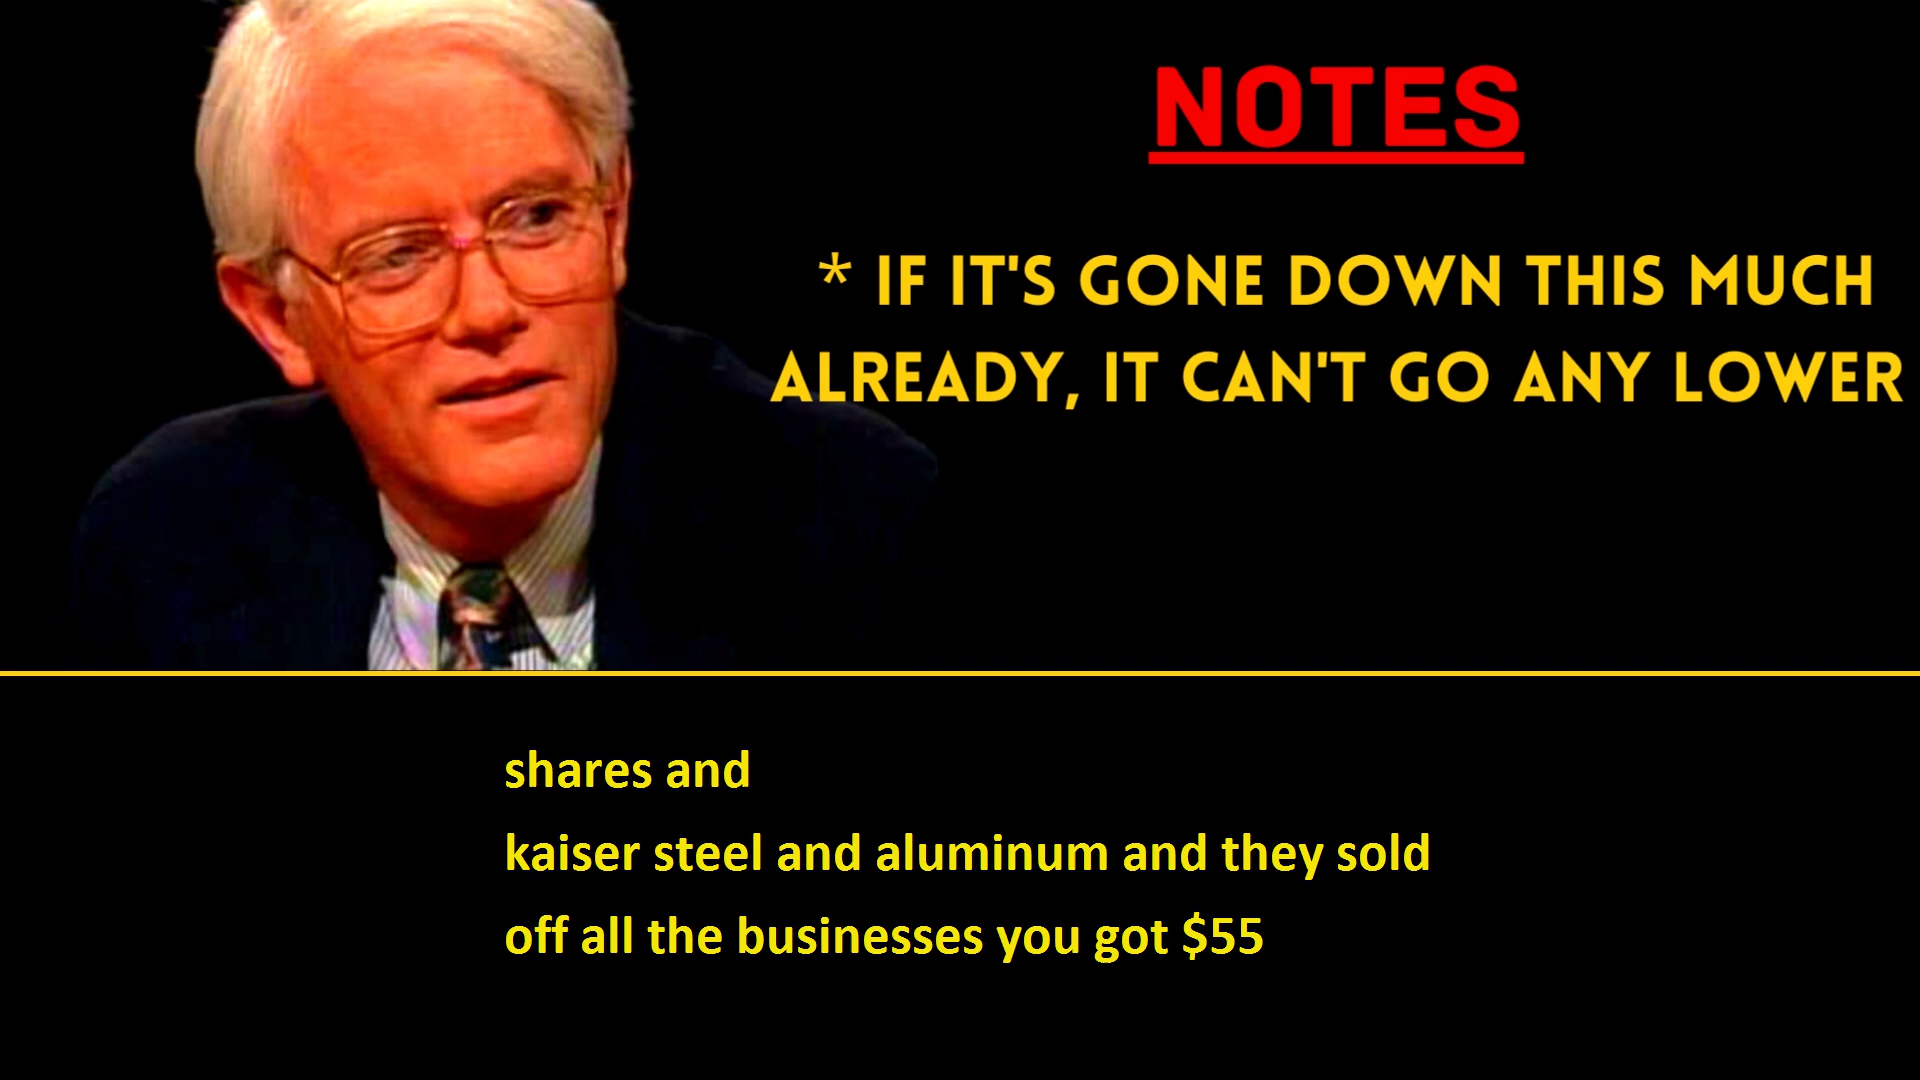 NOTES
* IF IT'S GONE DOWN THIS MUCH
ALREADY, IT CAN'T GO ANY LOWER
shares and
kaiser steel and aluminum and they sold
off all the businesses you got $55